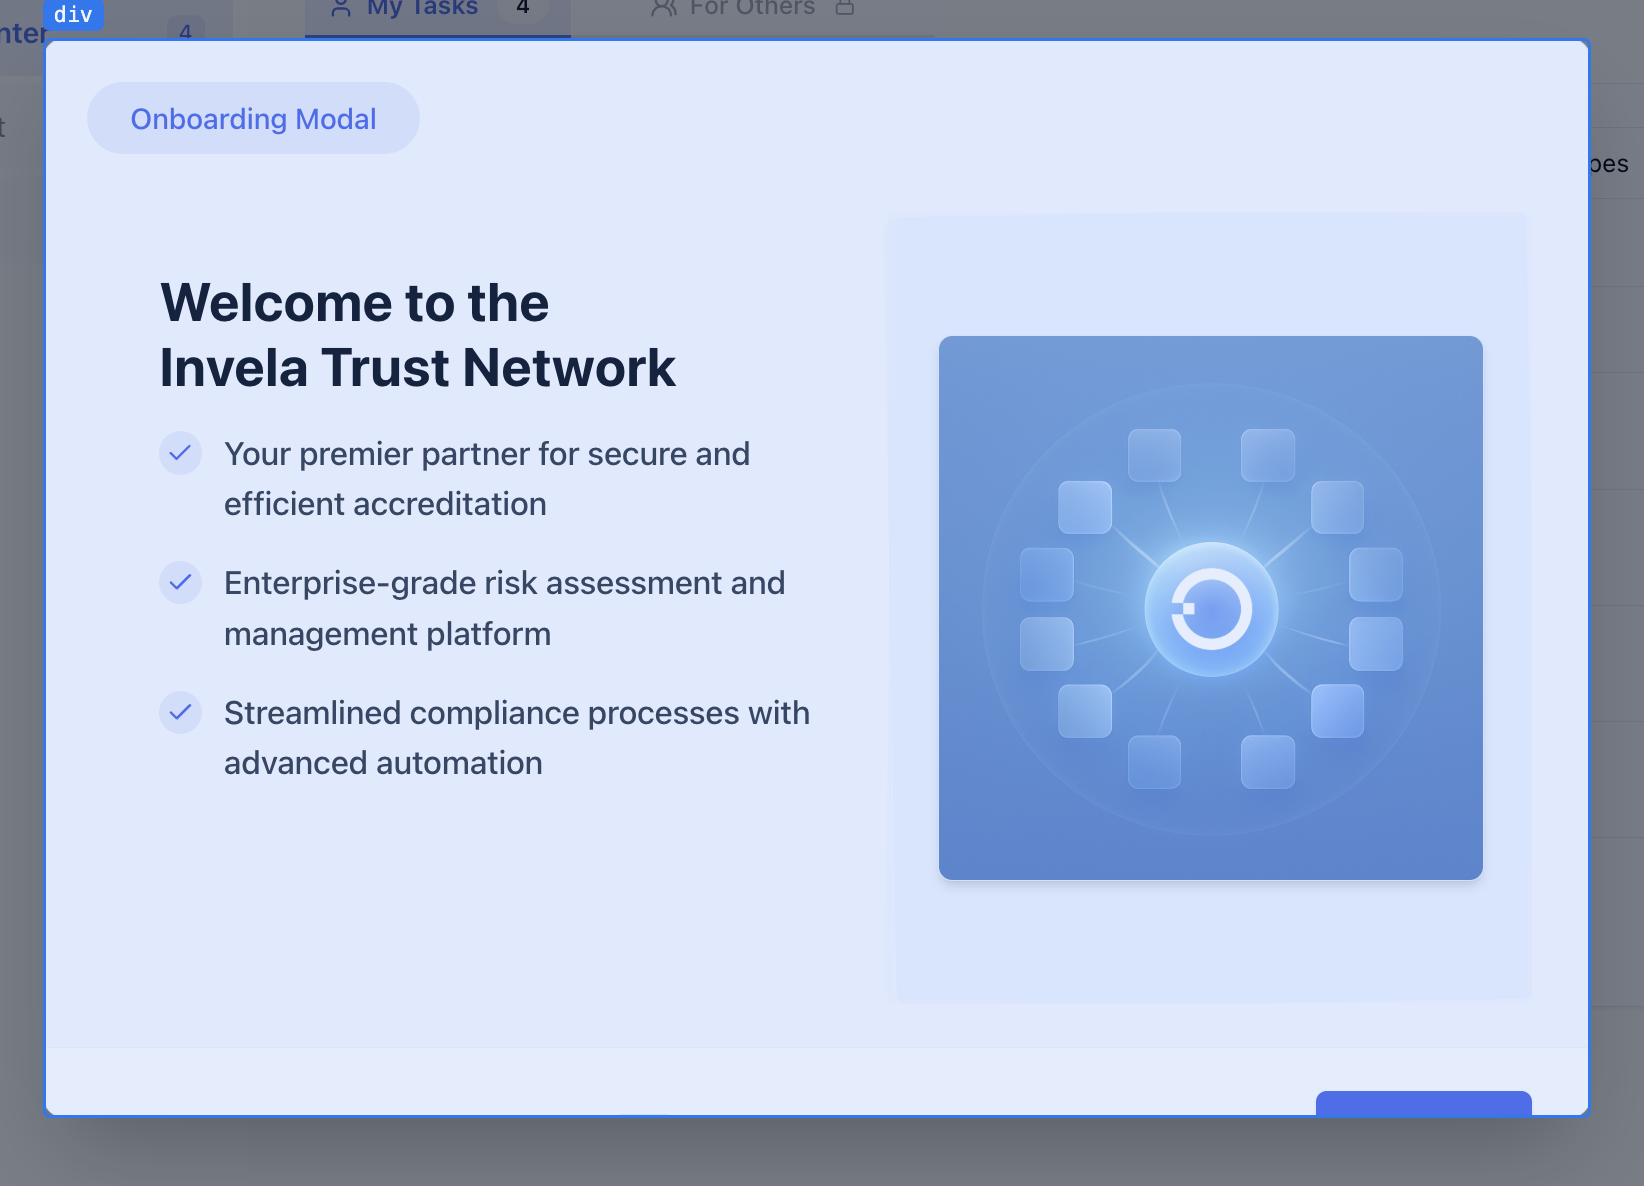 div
nter
4
My Tasks
4
For Others
t
pes
Onboarding Modal
Welcome to the
Invela Trust Network
Your premier partner for secure and
efficient accreditation
Enterprise-grade risk assessment and
management platform
Streamlined compliance processes with
advanced automation